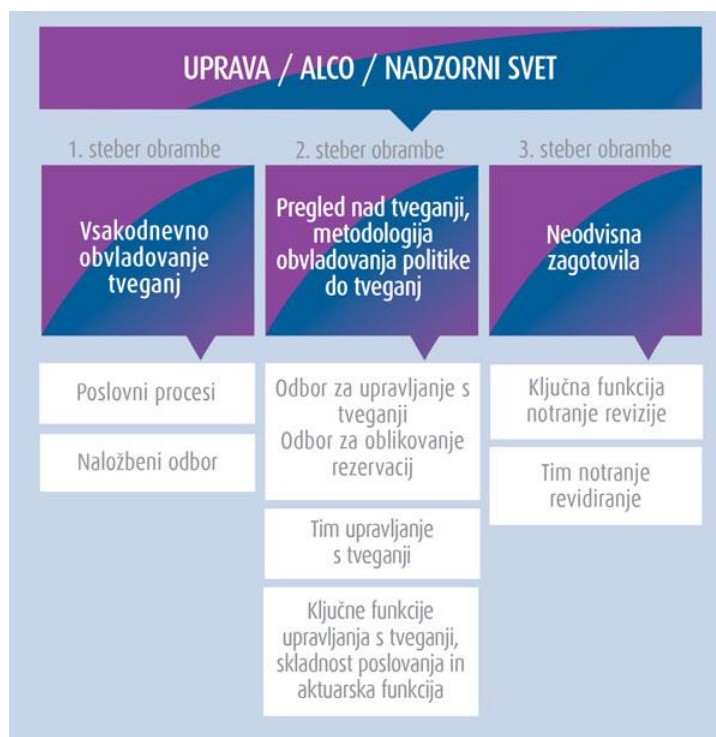 UPRAVA / ALCO / NADZORNI SVET
1. steber obrambe
Vsakodnevno
obvladovanje
tveganj
Poslovni procesi
Naložbeni odbor
2. steber obrambe
Pregled nad tveganji,
metodologija
obvladovanja politike
do tveganj
Odbor za upravljanje s
tveganji
Odbor za oblikovanje
rezervacij
Tim upravljanje
s tveganji
Ključne funkcije
upravljanja s tveganji,
skladnost poslovanja in
aktuarska funkcija
3. steber obrambe
Neodvisna
zagotovila
Ključna funkcija
notranje revizije
Tim notranje
revidiranje